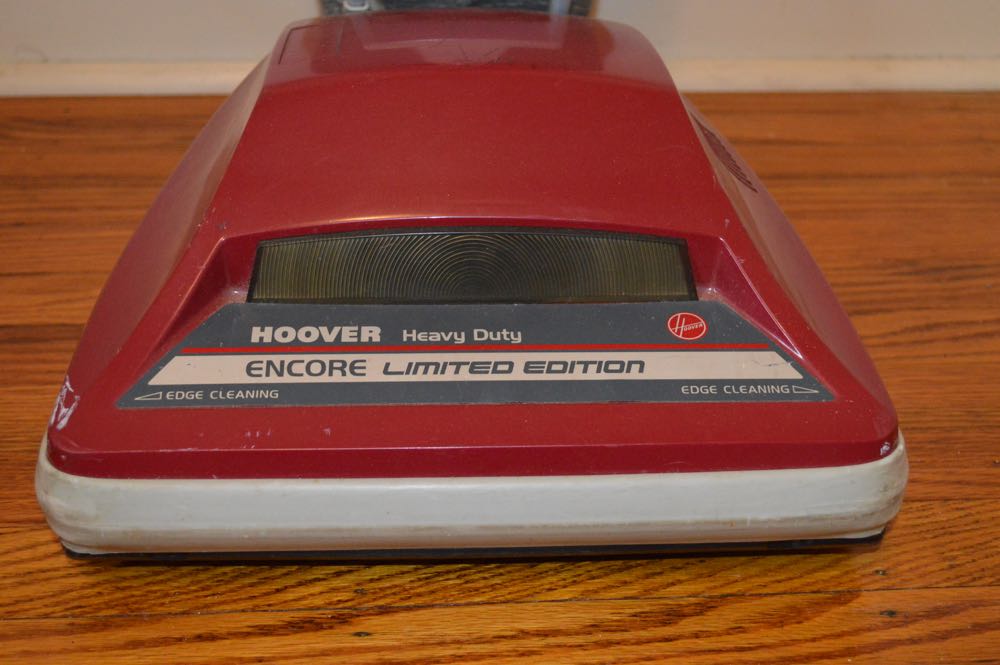 HOOVER Heavy Duty HOOVER
ENCORE LIMITED EDITION
EDGE CLEANING EDGE CLEANING